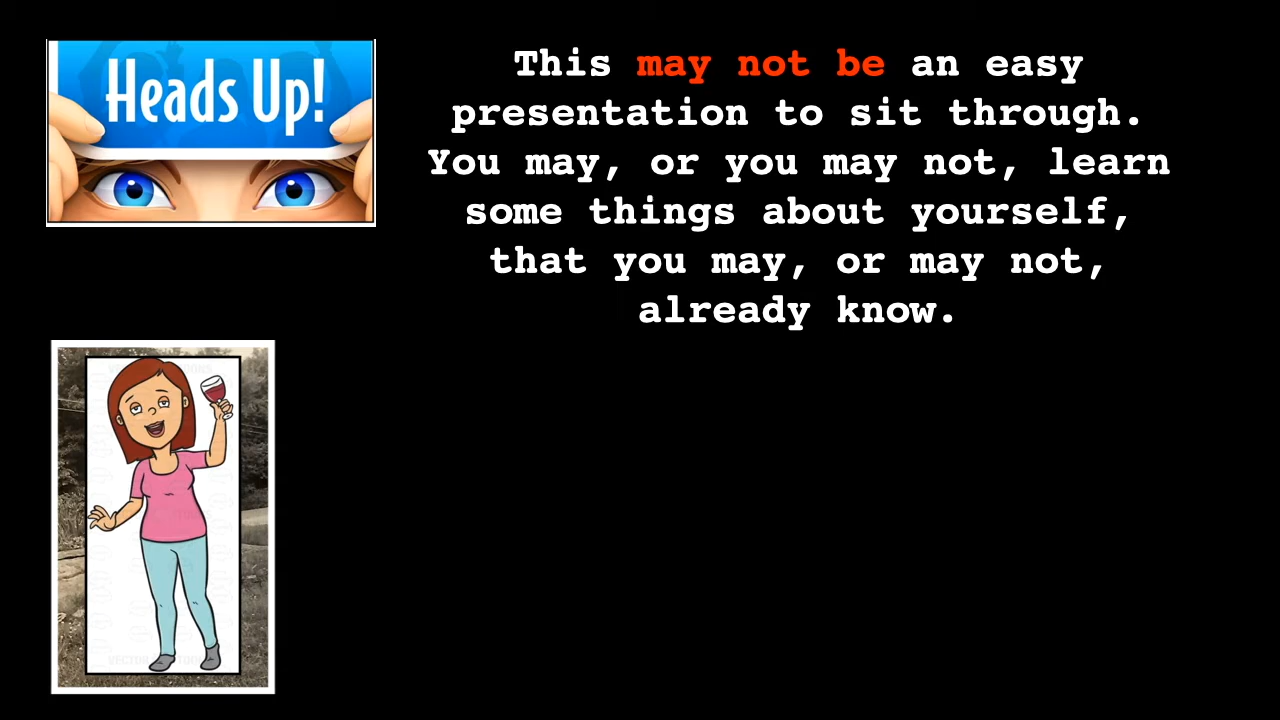 Heads Up!
This may not be an easy
presentation to sit through.
You may, or you may not, learn
some things about yourself,
that you may, or may not,
already know.